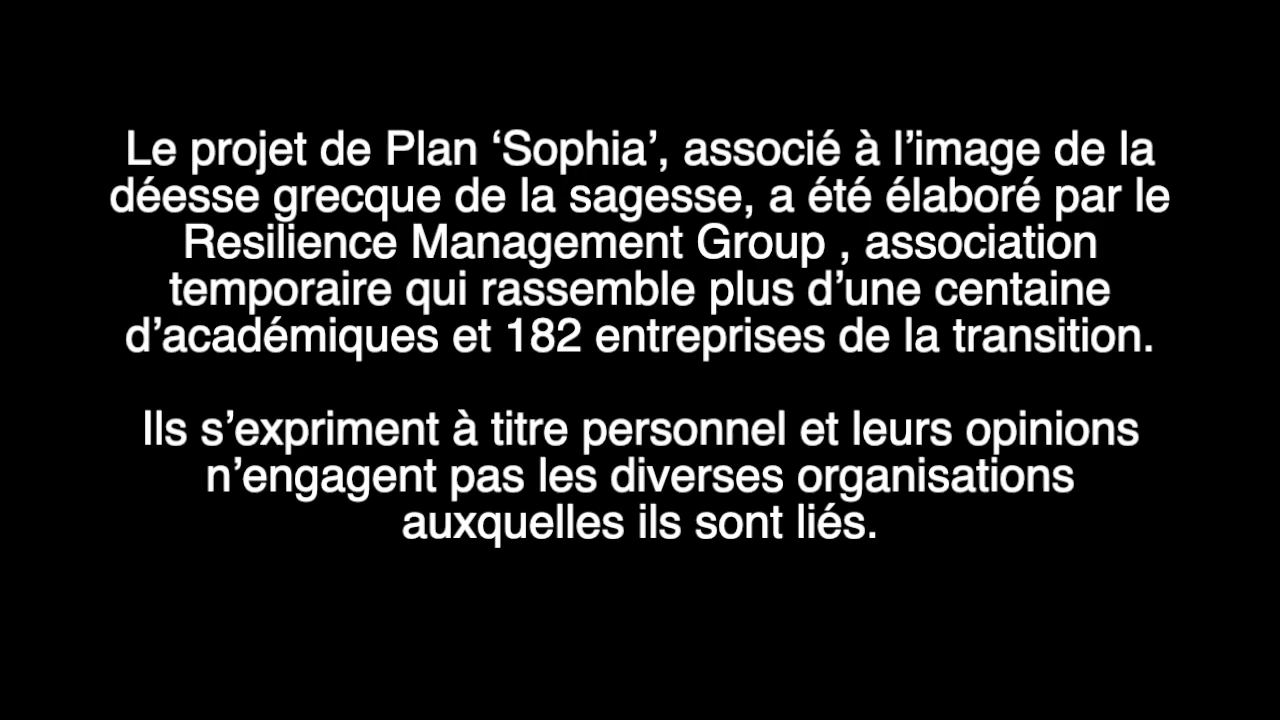 Le projet de Plan ‘Sophia’, associé à l’image de la
déesse grecque de la sagesse, a été élaboré par le
Resilience Management Group , association
temporaire qui rassemble plus d’une centaine
d’académiques et 182 entreprises de la transition.
Ils s’expriment à titre personnel et leurs opinions
n’engagent pas les diverses organisations
auxquelles ils sont liés.